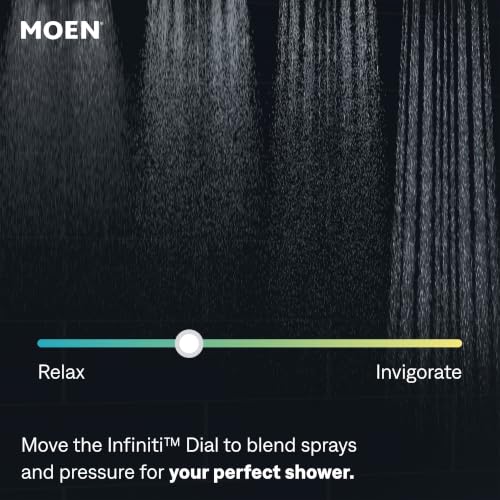 MOEN®
Relax
Invigorate
Move the Infiniti™ Dial to blend sprays
and pressure for your perfect shower.